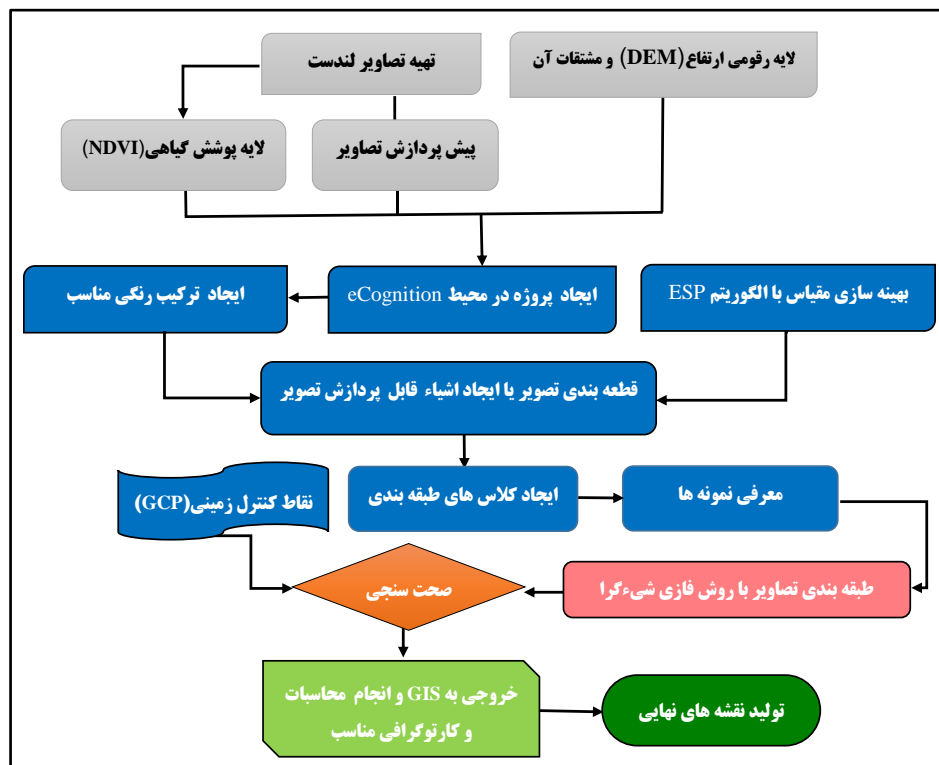 لایه رقومی ارتفاع(DEM) و مشتقات آن
تهیه تصاویر لندست
پیش پردازش تصاویر
لایه پوشش گیاهی(NDVI)
بهینه سازی مقیاس با الگوریتم ESP
ایجاد پروژه در محیط eCognition
ایجاد ترکیب رنگی مناسب
قطعه بندی تصویر یا ایجاد اشیاء قابل پردازش تصویر
معرفی نمونه ها
ایجاد کلاس های طبقه بندی
نقاط کنترل زمینی(GCP)
طبقه بندی تصاویر با روش فازی شیءگرا
صحت سنجی
خروجی به GIS و انجام محاسبات
و کارتوگرافی مناسب
تولید نقشه های نهایی